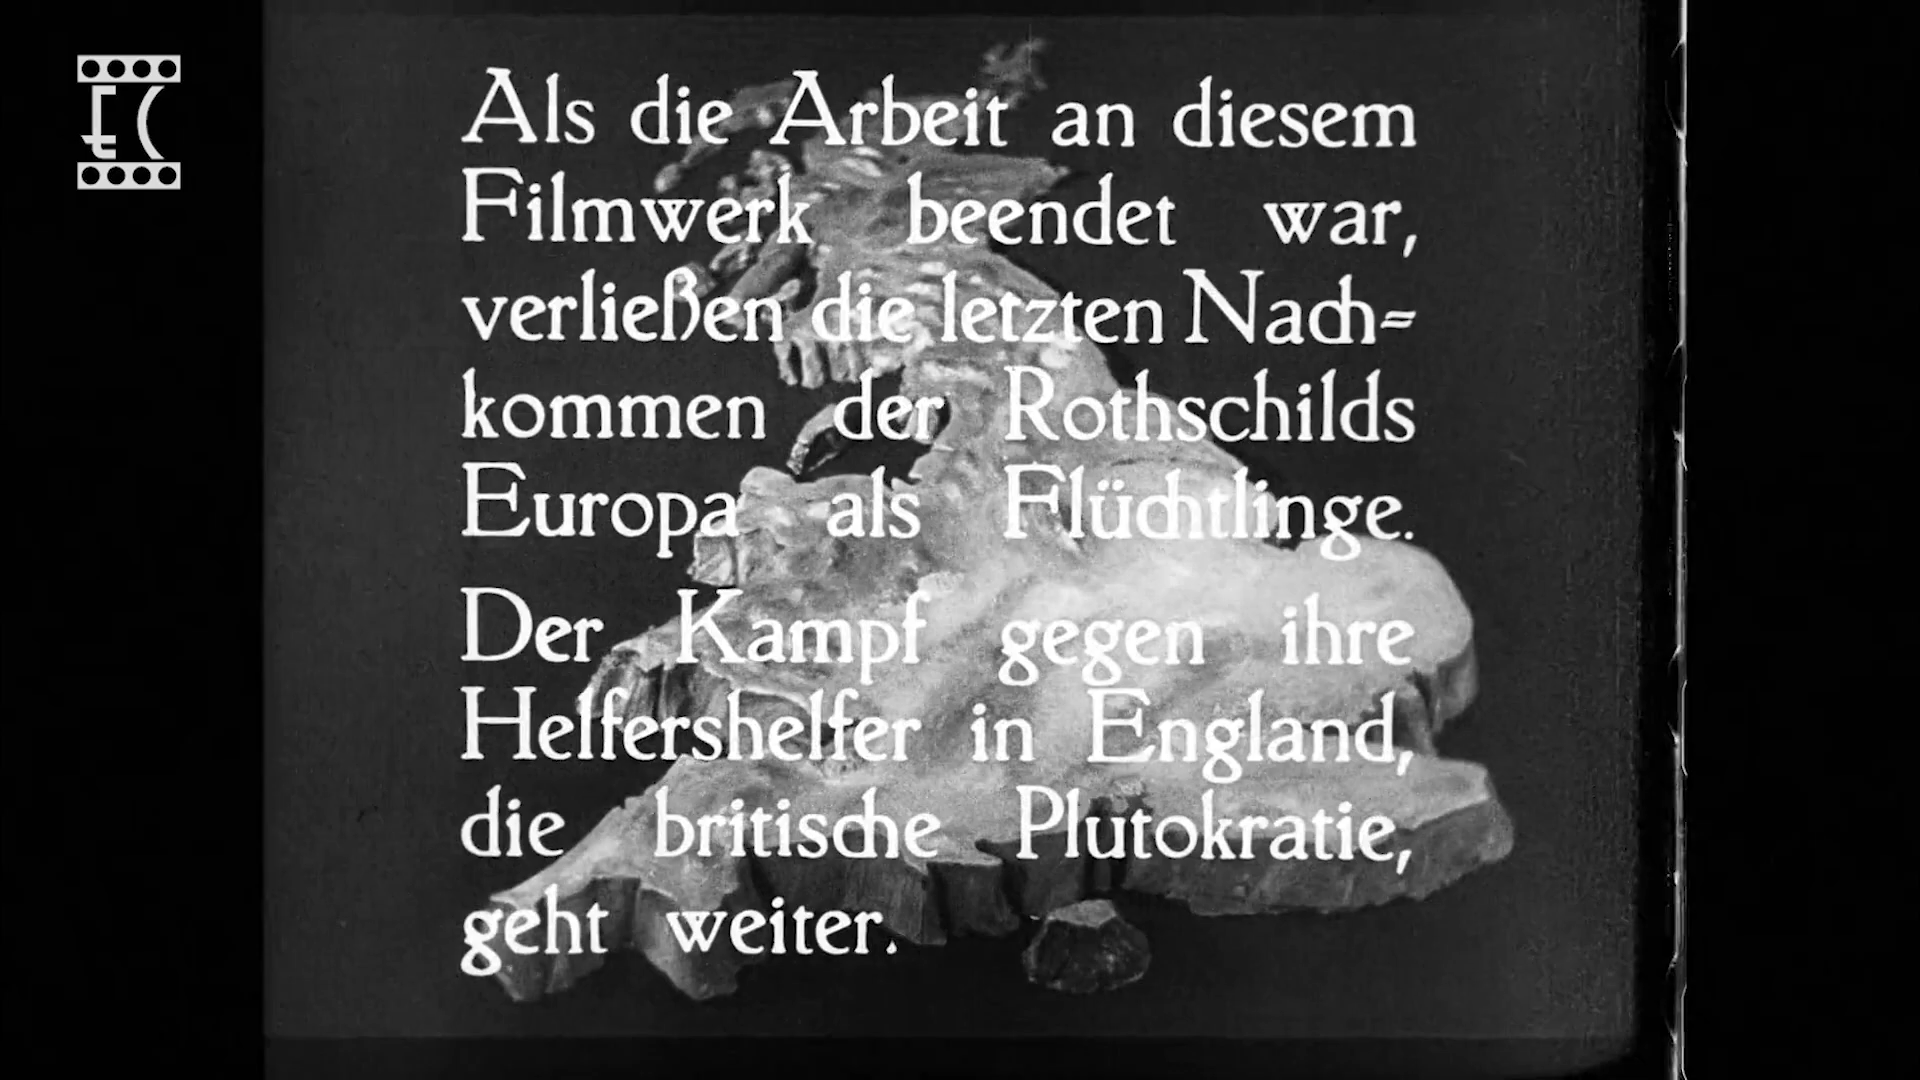 Als die Arbeit an diesem
Filmwerk beendet war,
verließen die letzten Nach=
kommen der Rothschilds
Europa als Flüchtlinge.
Der Kampf gegen ihre
Helfershelfer in England,
die britische Plutokratie,
geht weiter.